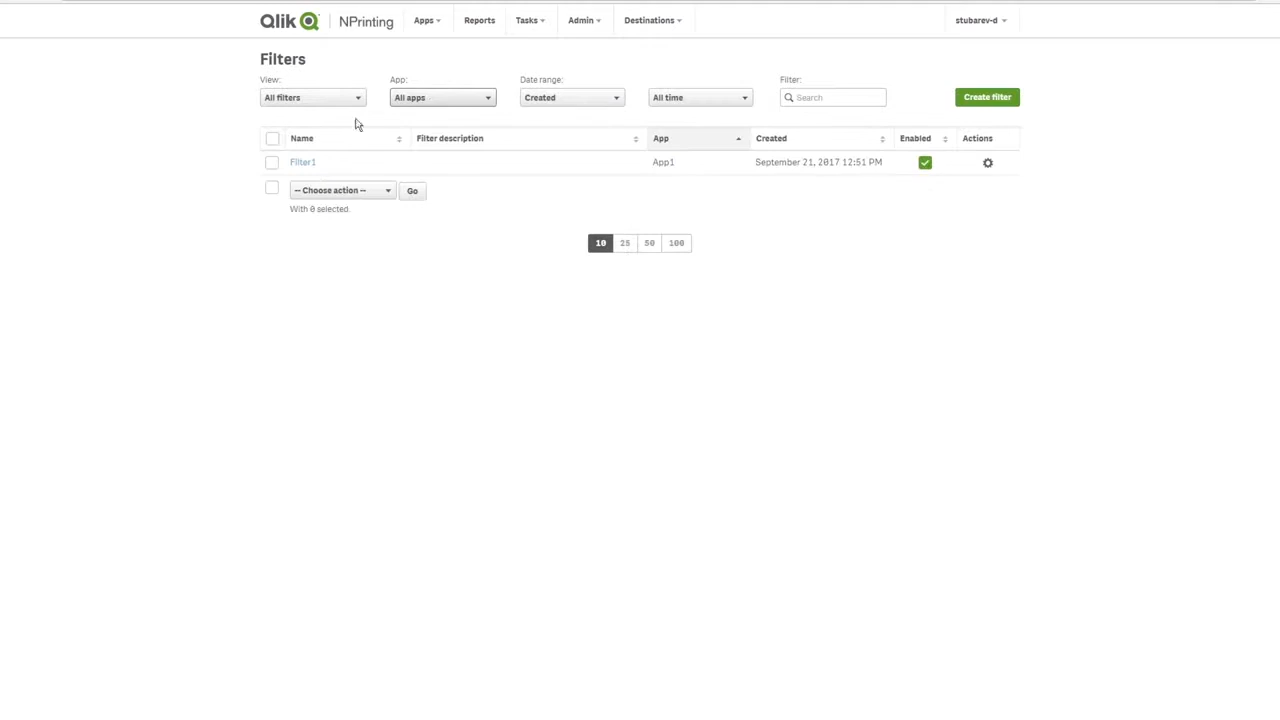 Qlik NPrinting Apps Reports Tasks Admin Destinations stubarev-d
Filters
View: App: Date range: Filter:
All filters All apps Created All time Search Create filter
Name Filter description App Created Enabled Actions
Filter1 App1 September 21, 2017 12:51 PM
-- Choose action -- Go
With 0 selected.
10 25 50 100